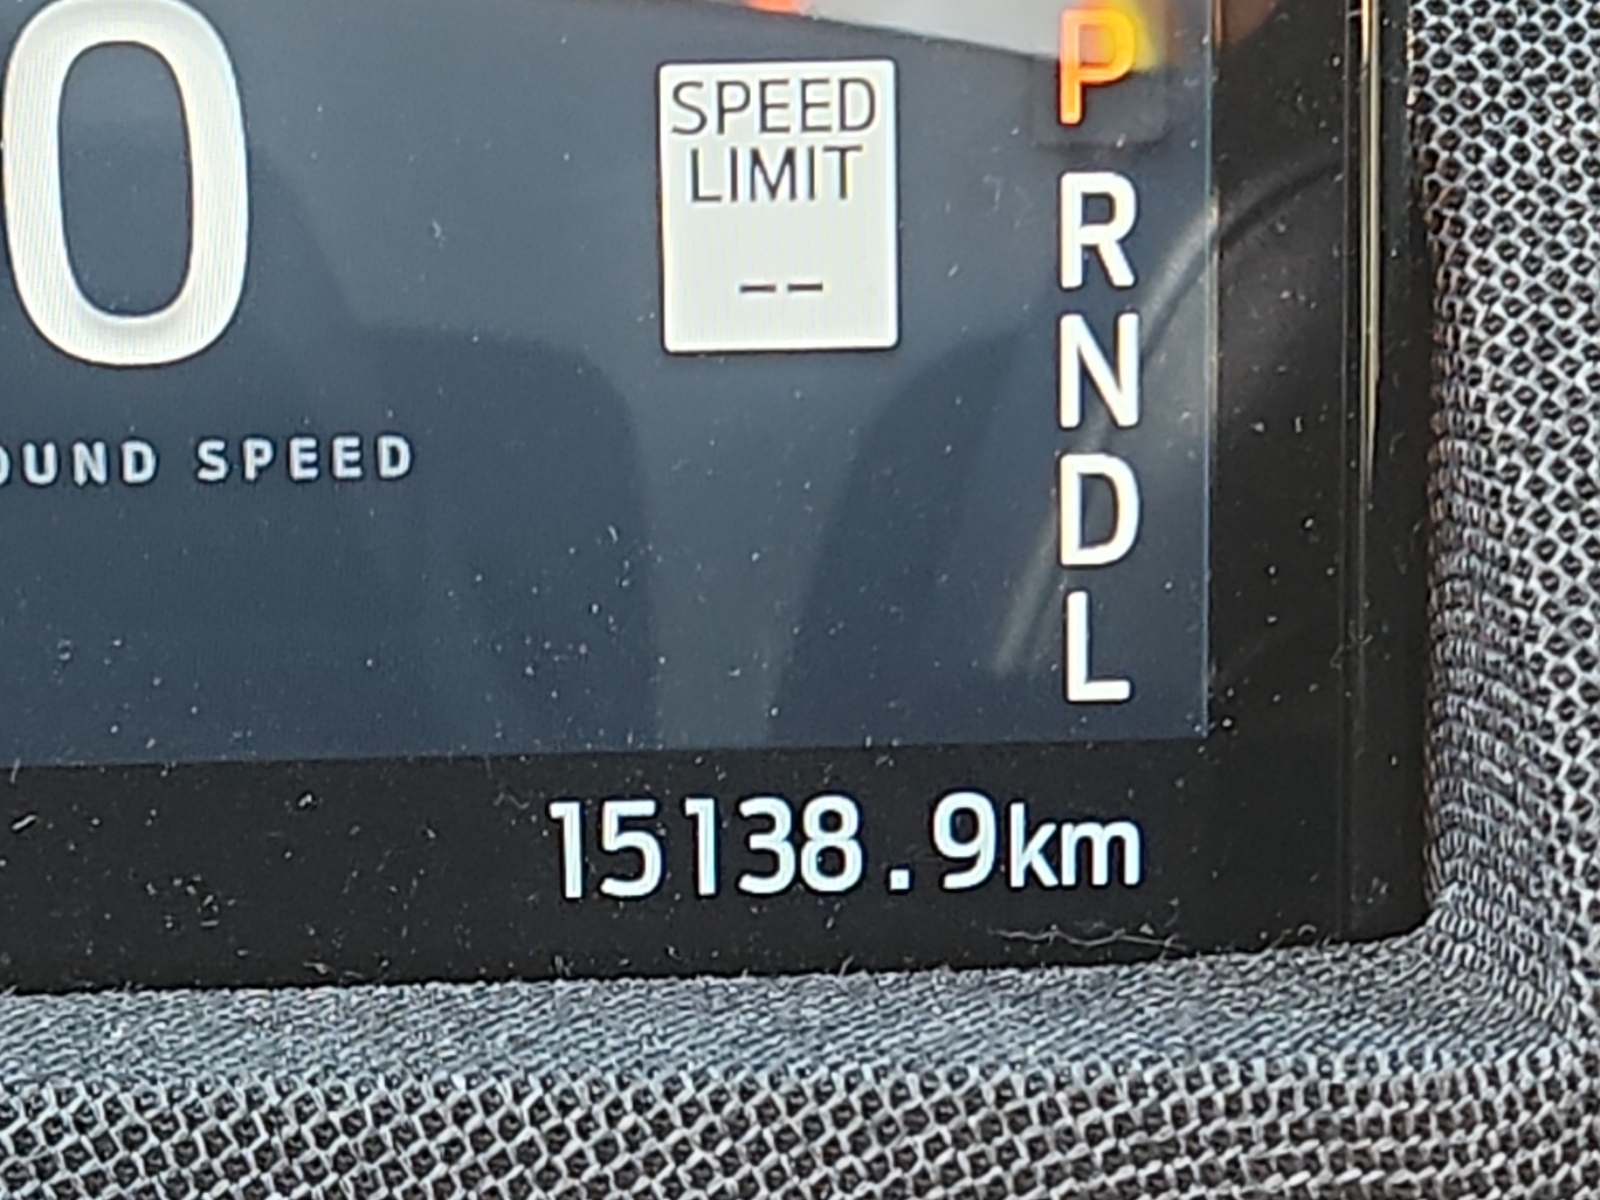 0
SPEED
LIMIT
--
P
R
N
D
L
OUND SPEED
15138.9km